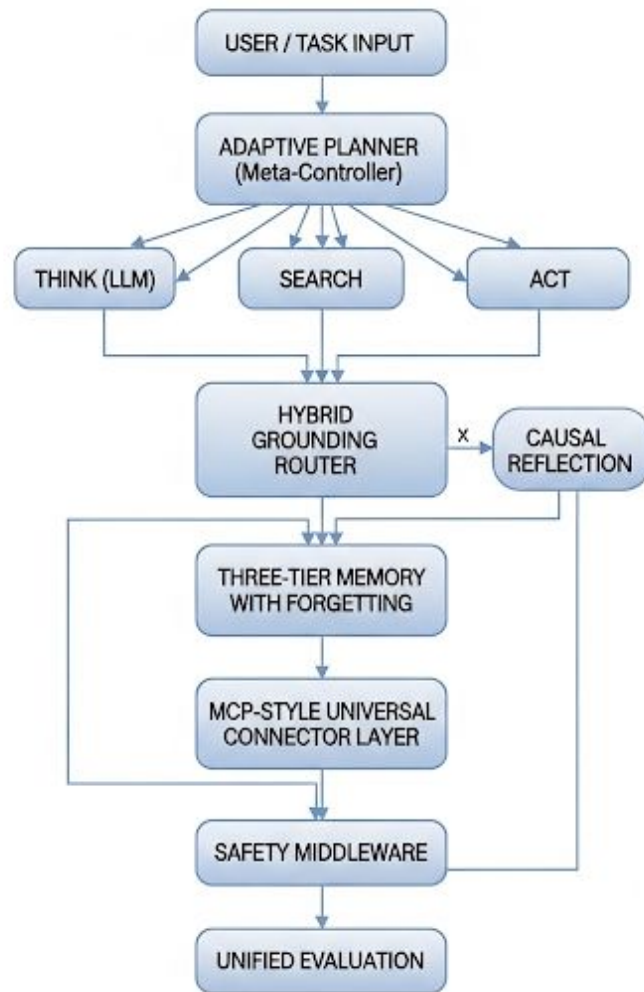 USER / TASK INPUT
ADAPTIVE PLANNER
(Meta-Controller)
THINK (LLM)
SEARCH
ACT
HYBRID
GROUNDING
ROUTER
X
CAUSAL
REFLECTION
THREE-TIER MEMORY
WITH FORGETTING
MCP-STYLE UNIVERSAL
CONNECTOR LAYER
SAFETY MIDDLEWARE
UNIFIED EVALUATION